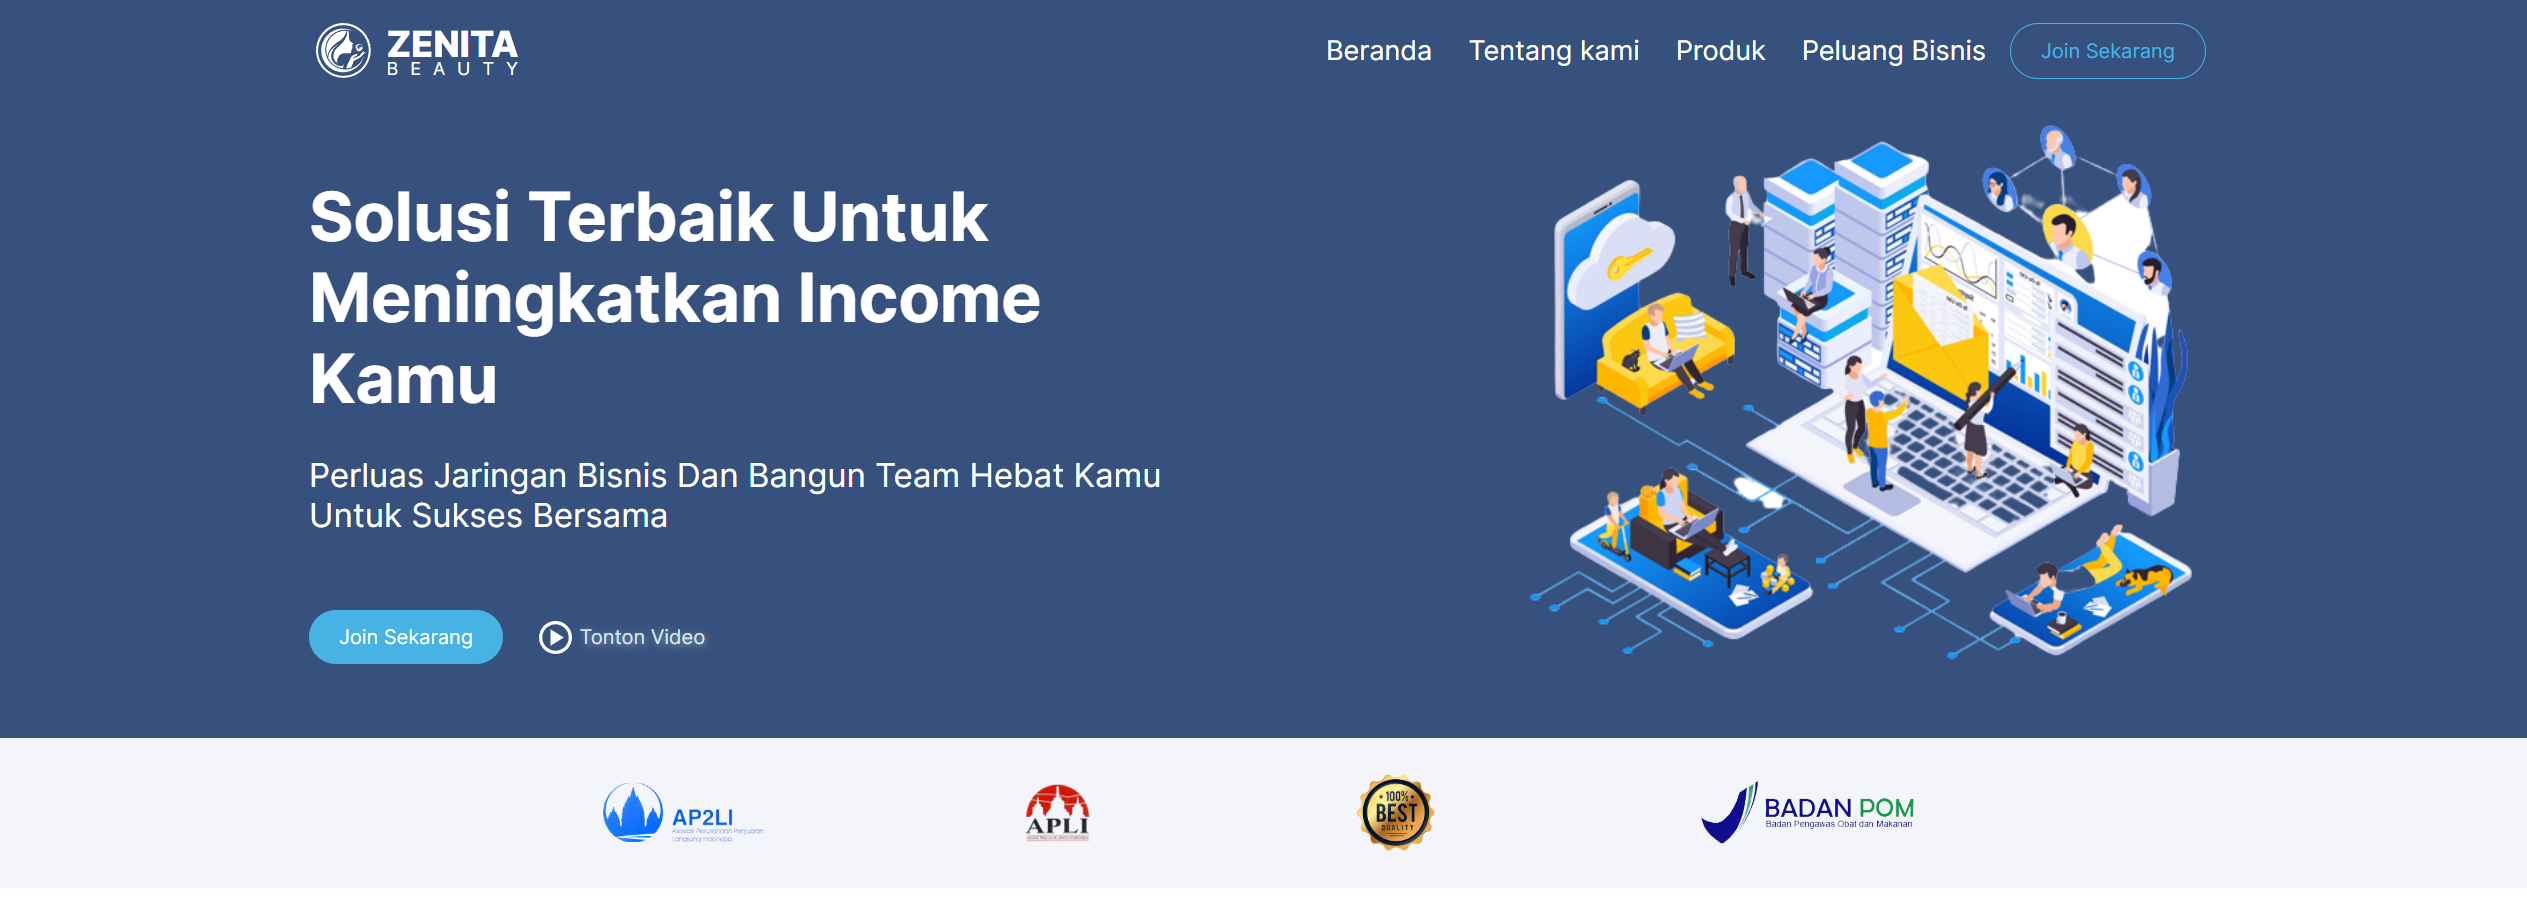 ZENITA
BEAUTY
Beranda
Tentang kami
Produk
Peluang Bisnis
Join Sekarang
Solusi Terbaik Untuk
Meningkatkan Income
Kamu
Perluas Jaringan Bisnis Dan Bangun Team Hebat Kamu
Untuk Sukses Bersama
Join Sekarang
Tonton Video
AP2LI
Asosiasi Perusahaan Penjualan
Langsung Indonesia
APLI
100%
BEST
QUALITY
BADAN POM
Badan Pengawas Obat dan Makanan